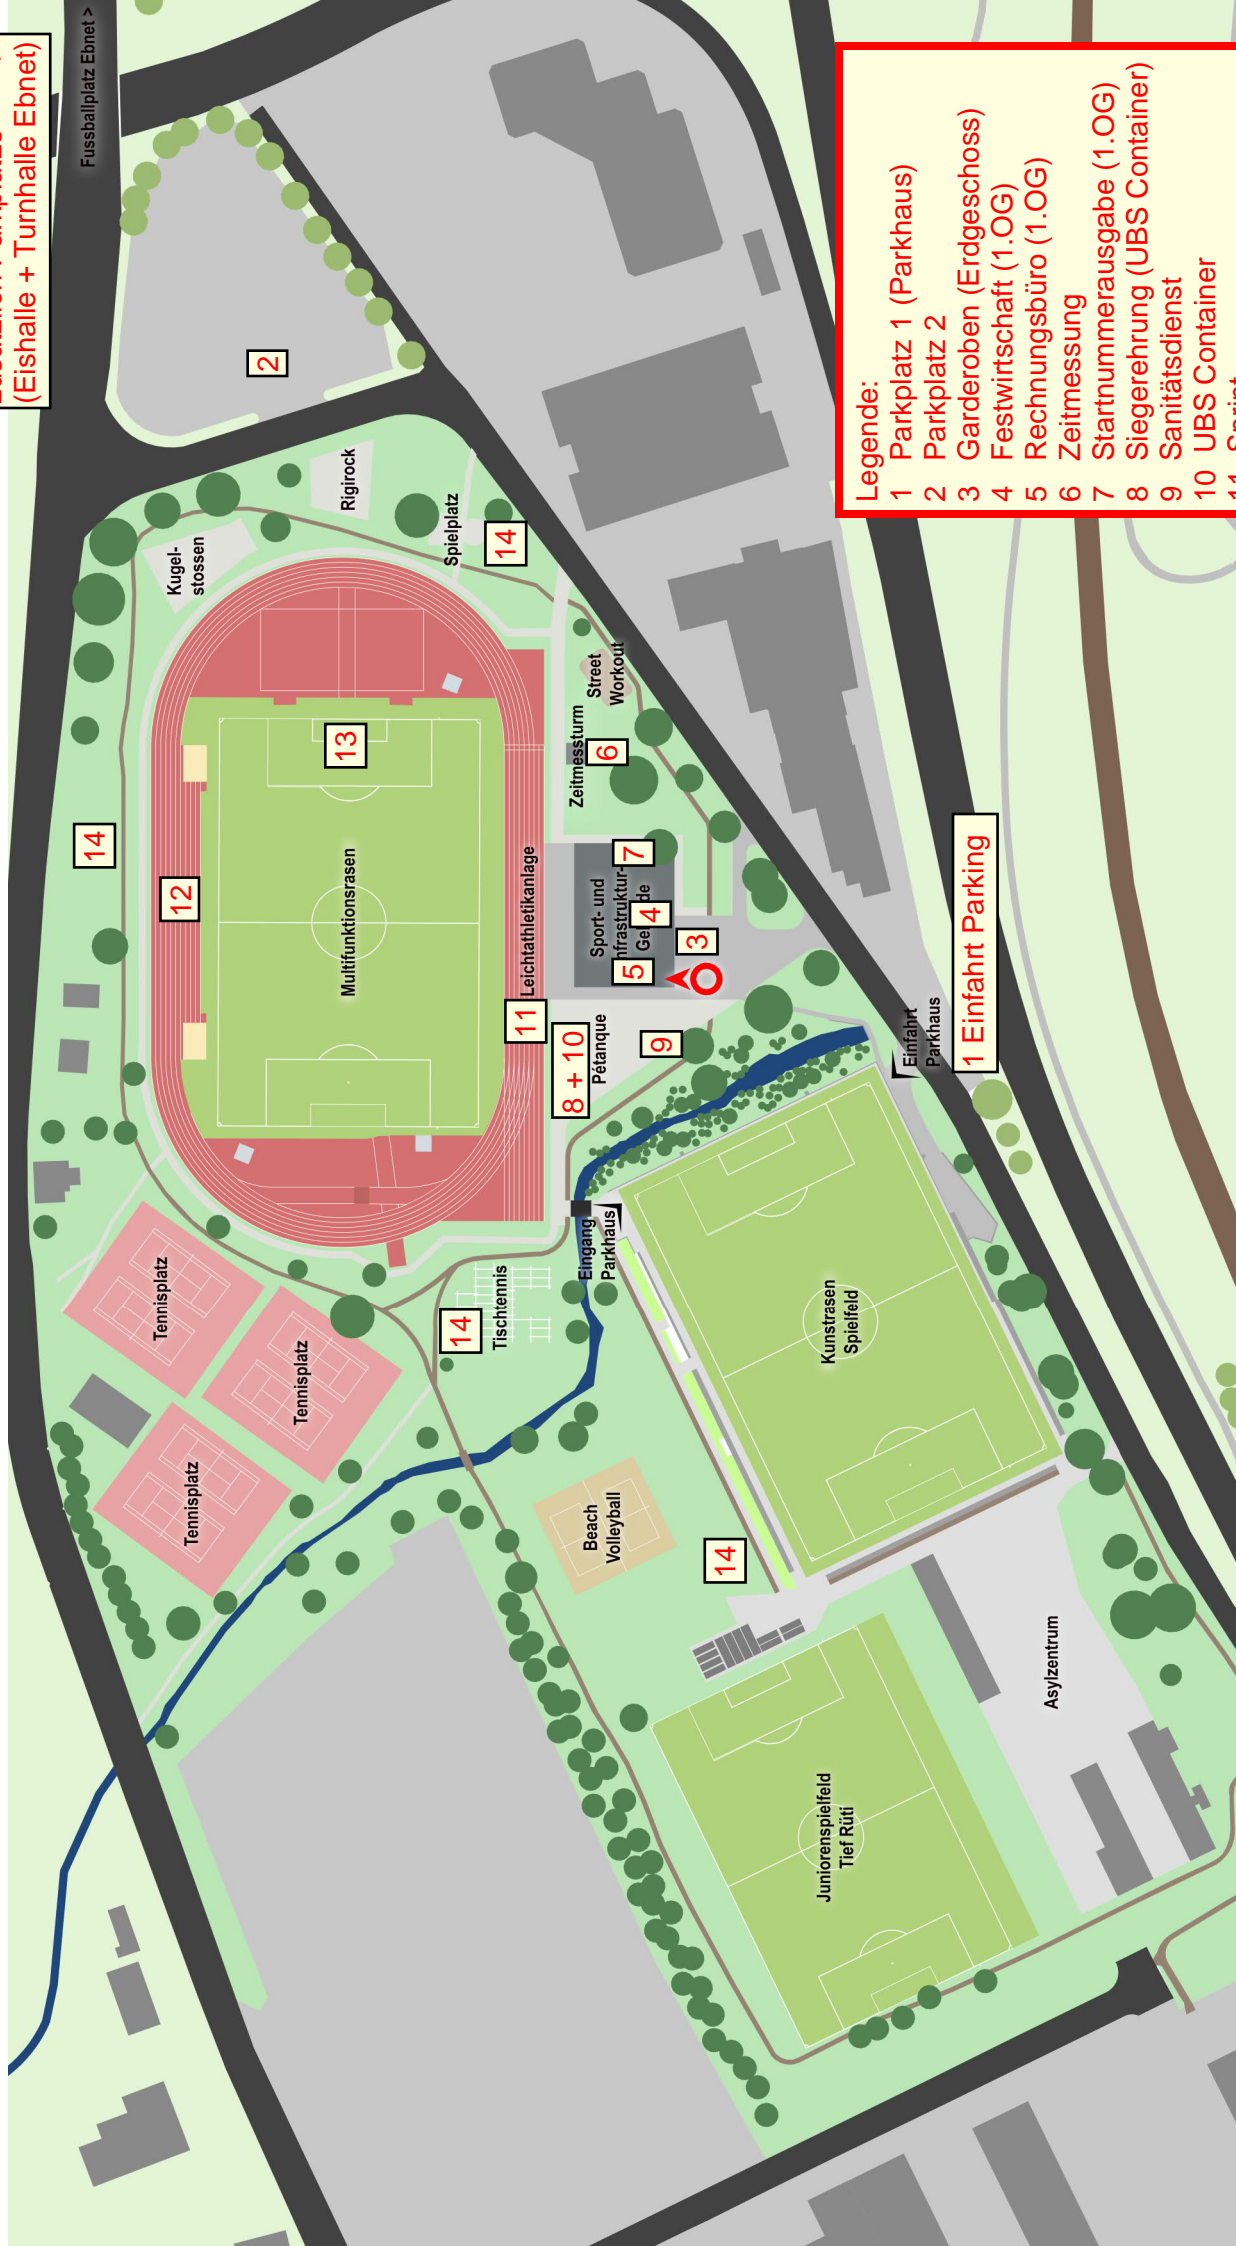 (Eishalle + Turnhalle Ebnet)
Fussballplatz Ebnet >
2
Rigirock
Kugel-
stossen
Spielplatz
14
14
12
13
Multifunktionsrasen
Leichtathletikanlage
11
Street
Workout
Zeitmessturm
6
Sport- und
7
4
5
3
8 + 10
Pétanque
9
Einfahrt
Parkhaus
1 Einfahrt Parking
Eingang
Parkhaus
Tennisplatz
Tennisplatz
Tennisplatz
14
Tischtennis
Beach
Volleyball
14
Kunstrasen
Spielfeld
Juniorenspielfeld
Tief Rüti
Asylzentrum
Legende:
1 Parkplatz 1 (Parkhaus)
2 Parkplatz 2
3 Garderoben (Erdgeschoss)
4 Festwirtschaft (1.OG)
5 Rechnungsbüro (1.OG)
6 Zeitmessung
7 Startnummerausgabe (1.OG)
8 Siegerehrung (UBS Container)
9 Sanitätsdienst
10 UBS Container
11 Sprint